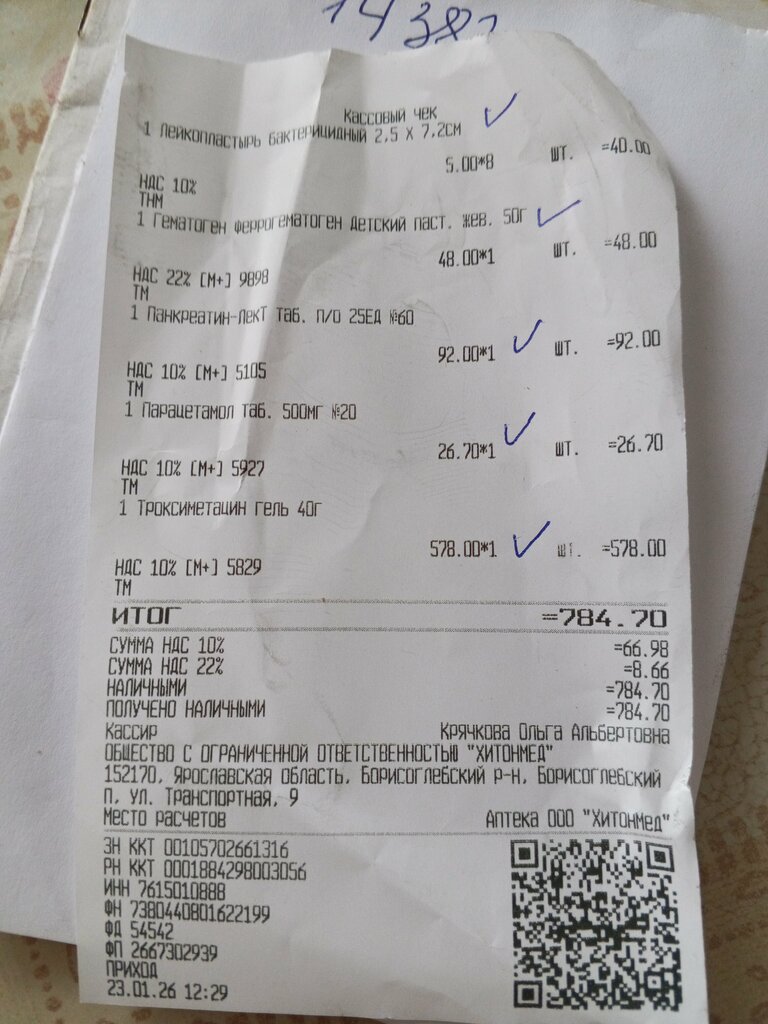 Кассовый чек
1 Лейкопластырь бактерицидный 2,5 х 7,2см
5.00*8 шт. =40.00
НДС 10%
ТНМ
1 Гематоген Феррогематоген детский паст. жев. 50г
48.00*1 шт. =48.00
НДС 22% [М+] 9898
ТМ
1 Панкреатин-ЛекТ таб. п/о 25ЕД №60
92.00*1 шт. =92.00
НДС 10% [М+] 5105
ТМ
1 Парацетамол таб. 500мг №20
26.70*1 шт. =26.70
НДС 10% [М+] 5927
ТМ
1 Троксиметацин гель 40г
578.00*1 шт. =578.00
НДС 10% [М+] 5829
ТМ
ИТОГ =784.70
СУММА НДС 10% =66.98
СУММА НДС 22% =8.66
НАЛИЧНЫМИ =784.70
ПОЛУЧЕНО НАЛИЧНЫМИ =784.70
Кассир Крячкова Ольга Альбертовна
ОБЩЕСТВО С ОГРАНИЧЕННОЙ ОТВЕТСТВЕННОСТЬЮ "ХИТОНМЕД"
152170, Ярославская область, Борисоглебский р-н, Борисоглебский
п, ул. Транспортная, 9
Место расчетов Аптека ООО "ХитонМед"
ЗН ККТ 00105702661316
РН ККТ 0001884298003056
ИНН 7615010888
ФН 7380440801622199
ФД 54542
ФП 2667302939
ПРИХОД
23.01.26 12:29